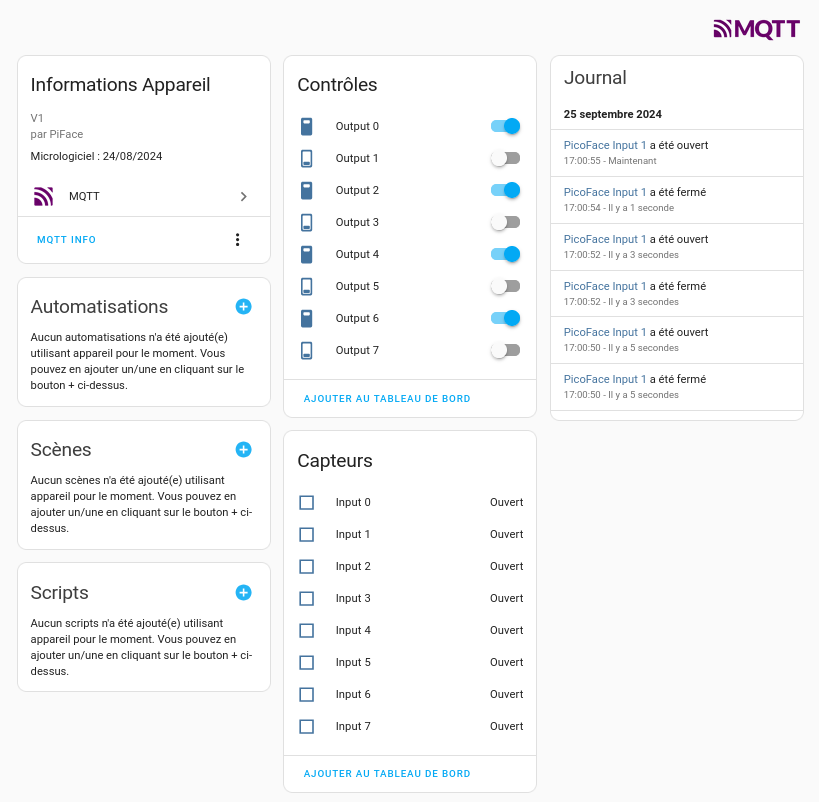 MQTT
Informations Appareil
V1
par PiFace
Micrologiciel : 24/08/2024
MQTT
MQTT INFO
Automatisations
Aucun automatisations n'a été ajouté(e)
utilisant appareil pour le moment. Vous
pouvez en ajouter un/une en cliquant sur le
bouton + ci-dessus.
Scènes
Aucun scènes n'a été ajouté(e) utilisant
appareil pour le moment. Vous pouvez en
ajouter un/une en cliquant sur le bouton + ci-
dessus.
Scripts
Aucun scripts n'a été ajouté(e) utilisant
appareil pour le moment. Vous pouvez en
ajouter un/une en cliquant sur le bouton + ci-
dessus.
Contrôles
Output 0
Output 1
Output 2
Output 3
Output 4
Output 5
Output 6
Output 7
AJOUTER AU TABLEAU DE BORD
Capteurs
Input 0 Ouvert
Input 1 Ouvert
Input 2 Ouvert
Input 3 Ouvert
Input 4 Ouvert
Input 5 Ouvert
Input 6 Ouvert
Input 7 Ouvert
AJOUTER AU TABLEAU DE BORD
Journal
25 septembre 2024
PicoFace Input 1 a été ouvert
17:00:55 - Maintenant
PicoFace Input 1 a été fermé
17:00:54 - Il y a 1 seconde
PicoFace Input 1 a été ouvert
17:00:52 - Il y a 3 secondes
PicoFace Input 1 a été fermé
17:00:52 - Il y a 3 secondes
PicoFace Input 1 a été ouvert
17:00:50 - Il y a 5 secondes
PicoFace Input 1 a été fermé
17:00:50 - Il y a 5 secondes